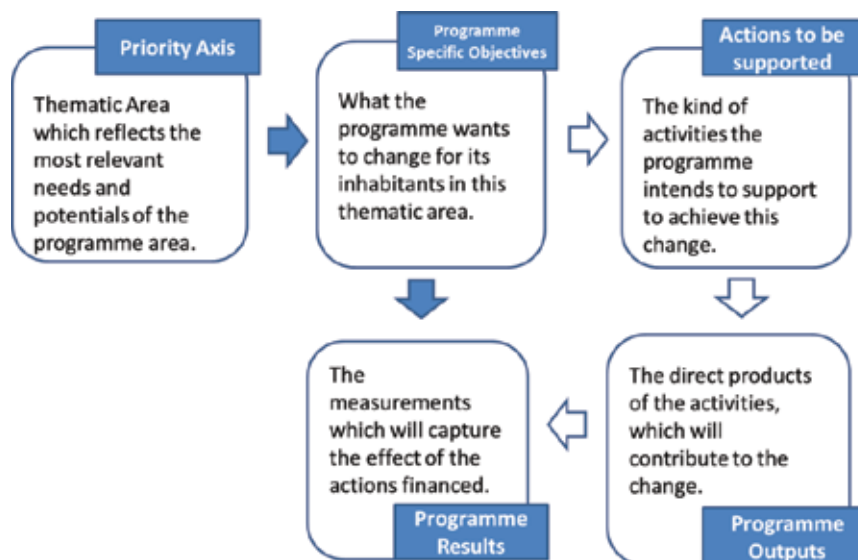 Priority Axis
Thematic Area
which reflects the
most relevant
needs and
potentials of the
programme area.
Programme
Specific Objectives
What the
programme wants
to change for its
inhabitants in this
thematic area.
Actions to be
supported
The kind of
activities the
programme
intends to support
to achieve this
change.
The
measurements
which will capture
the effect of the
actions financed.
Programme
Results
The direct products
of the activities,
which will
contribute to the
change.
Programme
Outputs